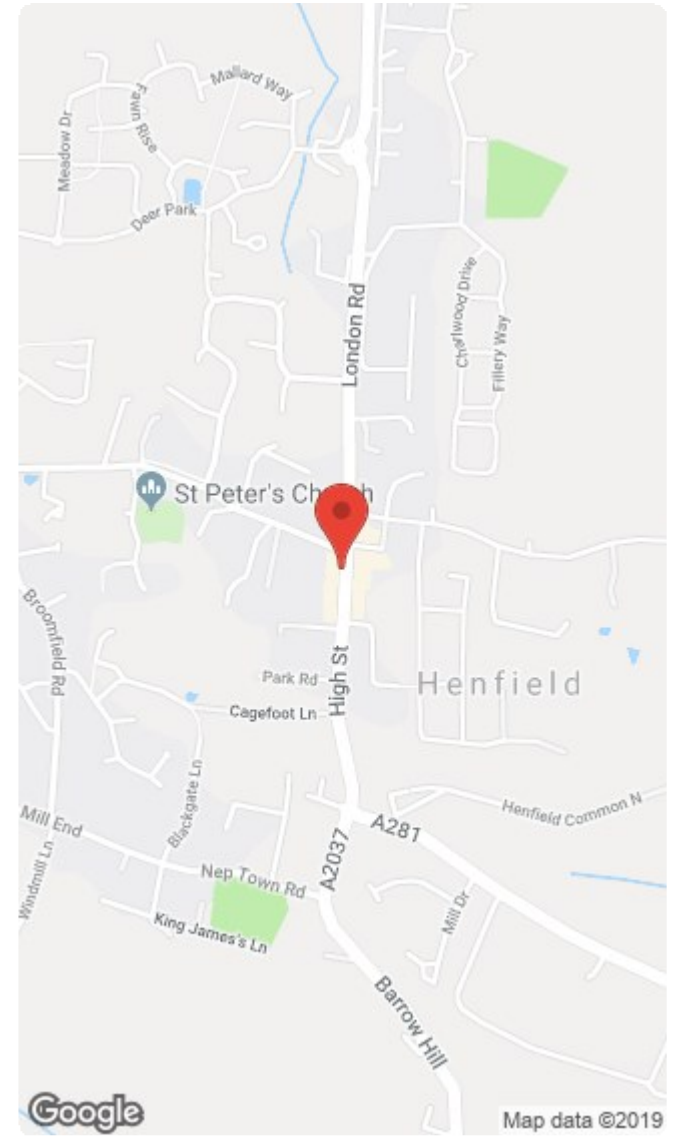 Mallard Way
Fawn Rise
Meadow Dr
Deer Park
London Rd
Charlwood Drive
Fillery Way
St Peter's Church
Broomfield Rd
High St
Park Rd
Henfield
Cagefoot Ln
Blackgate Ln
Henfield Common N
Mill End
A281
A2037
Windmill Ln
Nep Town Rd
Mill Dr
King James's Ln
Barrow Hill
Google
Map data ©2019